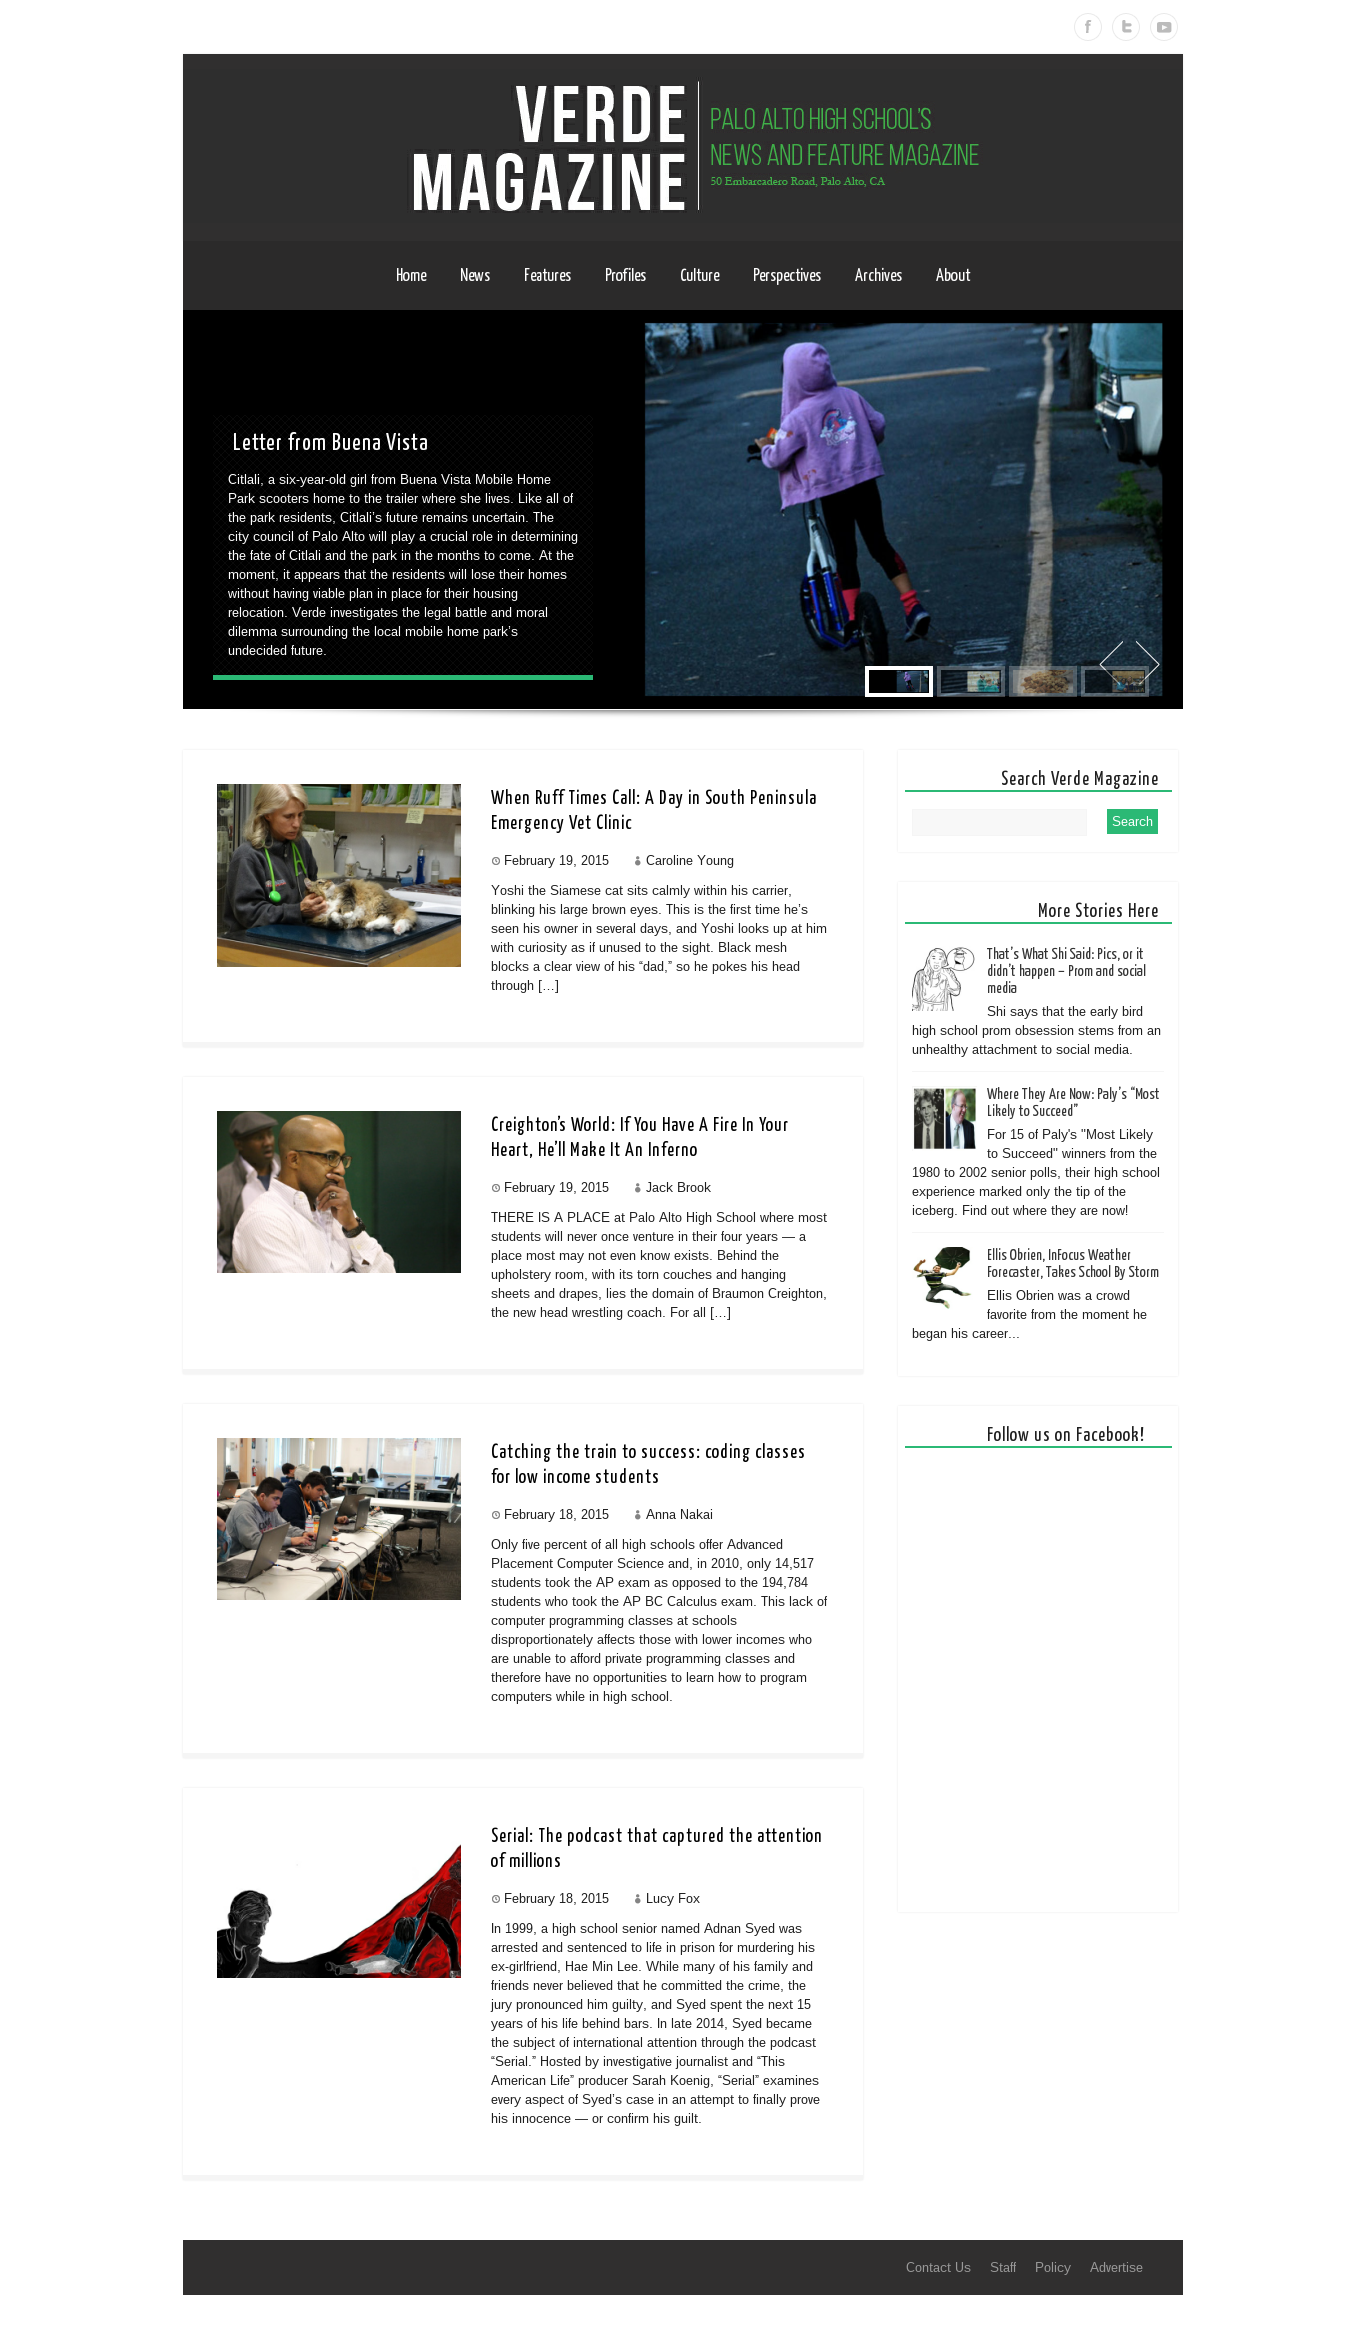 VERDE
MAGAZINE
PALO ALTO HIGH SCHOOL'S
NEWS AND FEATURE MAGAZINE
50 Embarcadero Road, Palo Alto, CA
Home News Features Profiles Culture Perspectives Archives About
Letter from Buena Vista
Citlali, a six-year-old girl from Buena Vista Mobile Home
Park scooters home to the trailer where she lives. Like all of
the park residents, Citlali’s future remains uncertain. The
city council of Palo Alto will play a crucial role in determining
the fate of Citlali and the park in the months to come. At the
moment, it appears that the residents will lose their homes
without having viable plan in place for their housing
relocation. Verde investigates the legal battle and moral
dilemma surrounding the local mobile home park’s
undecided future.
When Ruff Times Call: A Day in South Peninsula
Emergency Vet Clinic
February 19, 2015 Caroline Young
Yoshi the Siamese cat sits calmly within his carrier,
blinking his large brown eyes. This is the first time he’s
seen his owner in several days, and Yoshi looks up at him
with curiosity as if unused to the sight. Black mesh
blocks a clear view of his “dad,” so he pokes his head
through […]
Creighton’s World: If You Have A Fire In Your
Heart, He’ll Make It An Inferno
February 19, 2015 Jack Brook
THERE IS A PLACE at Palo Alto High School where most
students will never once venture in their four years — a
place most may not even know exists. Behind the
upholstery room, with its torn couches and hanging
sheets and drapes, lies the domain of Braumon Creighton,
the new head wrestling coach. For all […]
Catching the train to success: coding classes
for low income students
February 18, 2015 Anna Nakai
Only five percent of all high schools offer Advanced
Placement Computer Science and, in 2010, only 14,517
students took the AP exam as opposed to the 194,784
students who took the AP BC Calculus exam. This lack of
computer programming classes at schools
disproportionately affects those with lower incomes who
are unable to afford private programming classes and
therefore have no opportunities to learn how to program
computers while in high school.
Serial: The podcast that captured the attention
of millions
February 18, 2015 Lucy Fox
In 1999, a high school senior named Adnan Syed was
arrested and sentenced to life in prison for murdering his
ex-girlfriend, Hae Min Lee. While many of his family and
friends never believed that he committed the crime, the
jury pronounced him guilty, and Syed spent the next 15
years of his life behind bars. In late 2014, Syed became
the subject of international attention through the podcast
“Serial.” Hosted by investigative journalist and “This
American Life” producer Sarah Koenig, “Serial” examines
every aspect of Syed’s case in an attempt to finally prove
his innocence — or confirm his guilt.
Search Verde Magazine
Search
More Stories Here
That’s What Shi Said: Pics, or it
didn’t happen – Prom and social
media
Shi says that the early bird
high school prom obsession stems from an
unhealthy attachment to social media.
Where They Are Now: Paly’s “Most
Likely to Succeed”
For 15 of Paly's "Most Likely
to Succeed" winners from the
1980 to 2002 senior polls, their high school
experience marked only the tip of the
iceberg. Find out where they are now!
Ellis Obrien, InFocus Weather
Forecaster, Takes School By Storm
Ellis Obrien was a crowd
favorite from the moment he
began his career...
Follow us on Facebook!
Contact Us Staff Policy Advertise